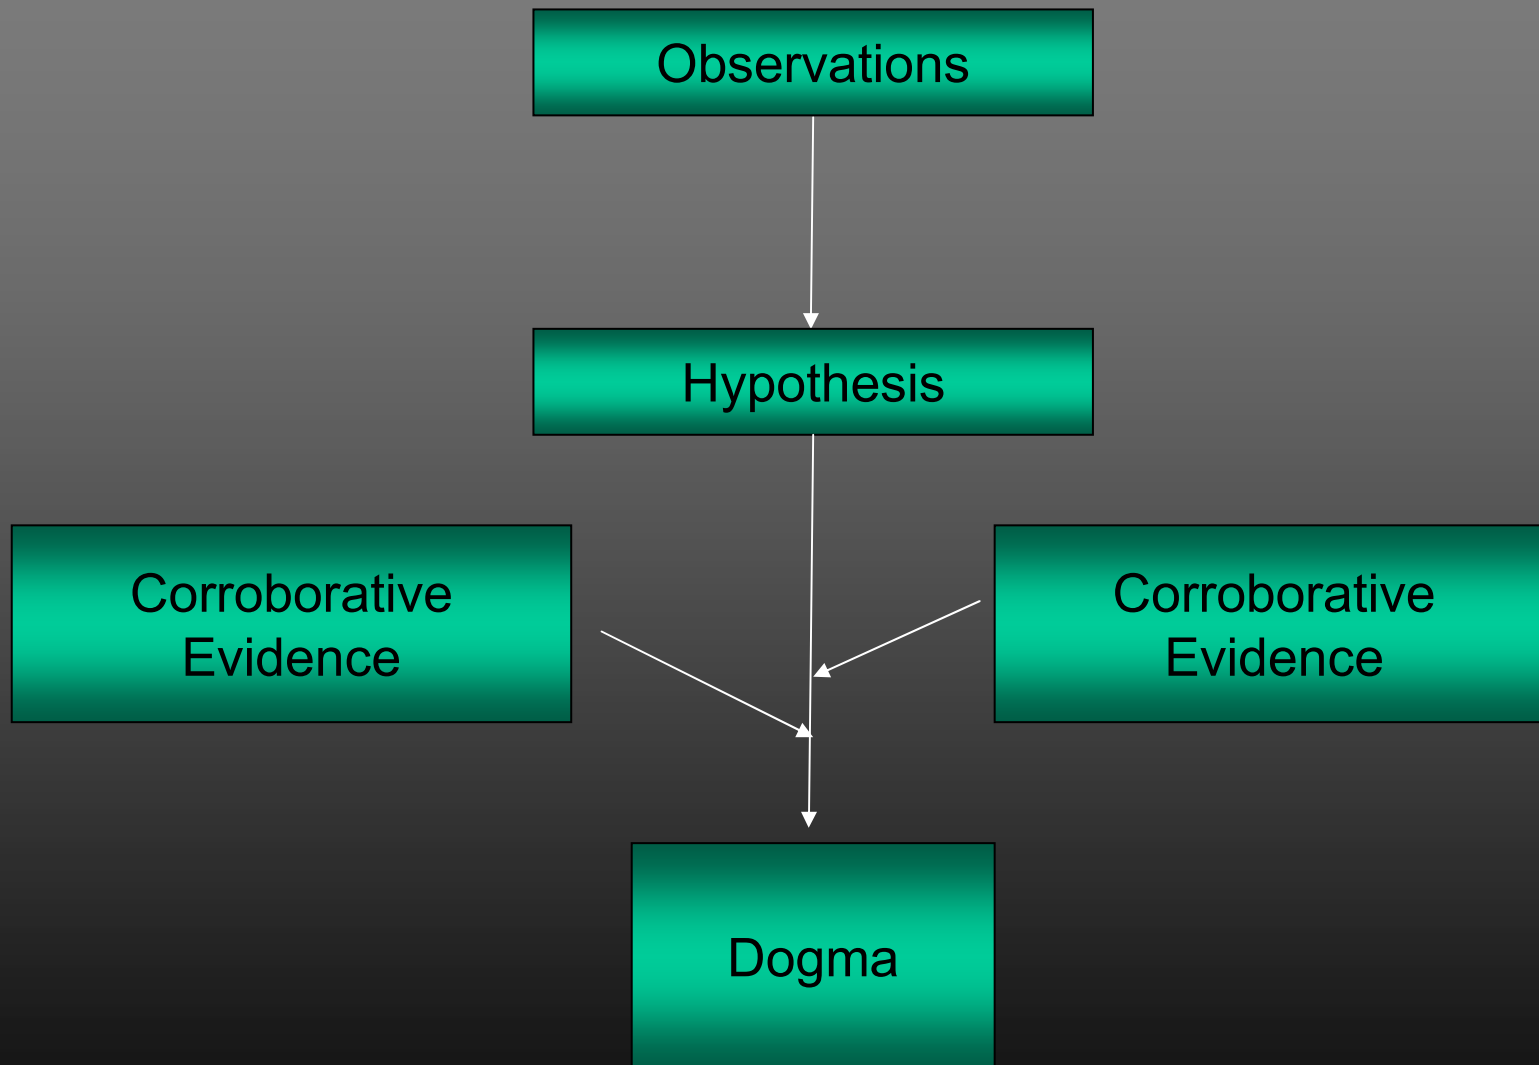 Observations
Hypothesis
Corroborative
Evidence
Corroborative
Evidence
Dogma